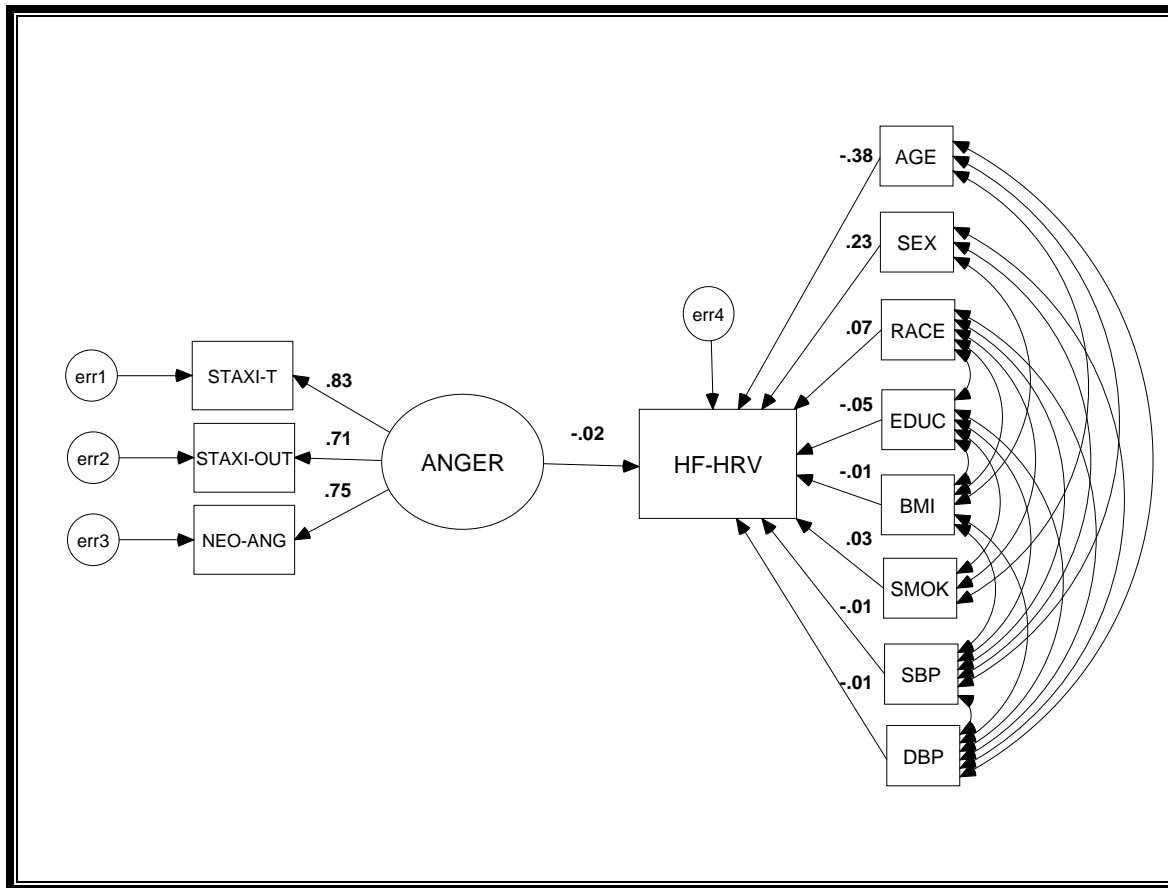 -.38
AGE
.23
SEX
err4
.07
RACE
err1
STAXI-T
.83
-.05
EDUC
err2
STAXI-OUT
.71
ANGER
-.02
HF-HRV
-.01
BMI
err3
NEO-ANG
.75
.03
SMOK
-.01
SBP
-.01
DBP